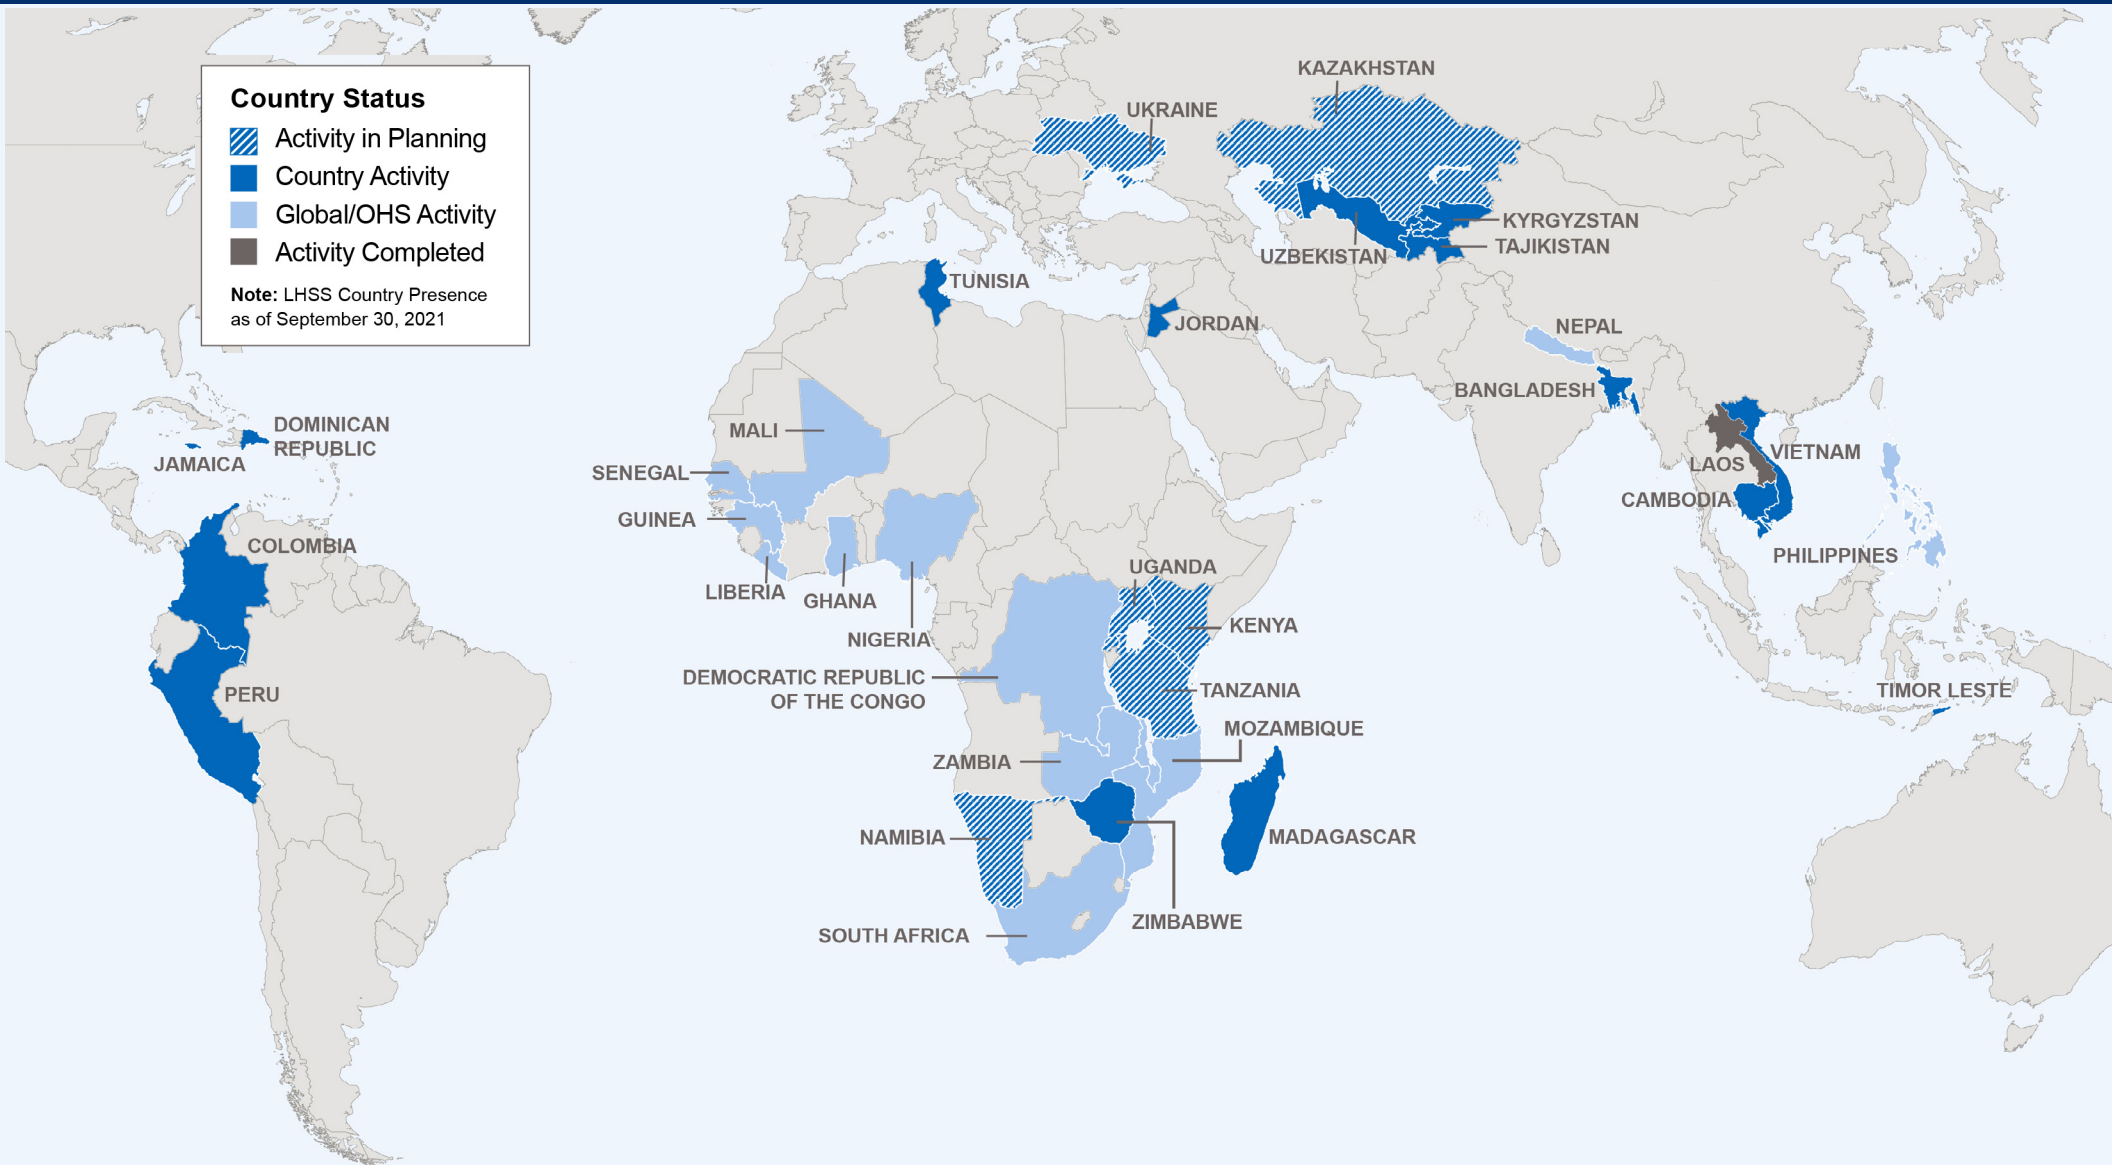 Country Status
Activity in Planning
Country Activity
Global/OHS Activity
Activity Completed
Note: LHSS Country Presence
as of September 30, 2021
KAZAKHSTAN
UKRAINE
KYRGYZSTAN
TAJIKISTAN
UZBEKISTAN
TUNISIA
JORDAN
NEPAL
BANGLADESH
DOMINICAN
REPUBLIC
JAMAICA
MALI
SENEGAL
GUINEA
LIBERIA
GHANA
NIGERIA
LAOS
VIETNAM
CAMBODIA
PHILIPPINES
COLOMBIA
PERU
UGANDA
KENYA
DEMOCRATIC REPUBLIC
OF THE CONGO
TANZANIA
TIMOR LESTE
MOZAMBIQUE
ZAMBIA
NAMIBIA
MADAGASCAR
ZIMBABWE
SOUTH AFRICA